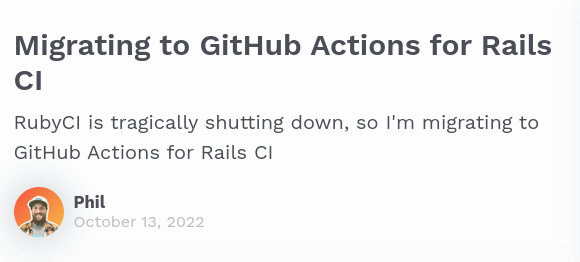 Migrating to GitHub Actions for Rails
CI
RubyCI is tragically shutting down, so I'm migrating to
GitHub Actions for Rails CI
Phil
October 13, 2022